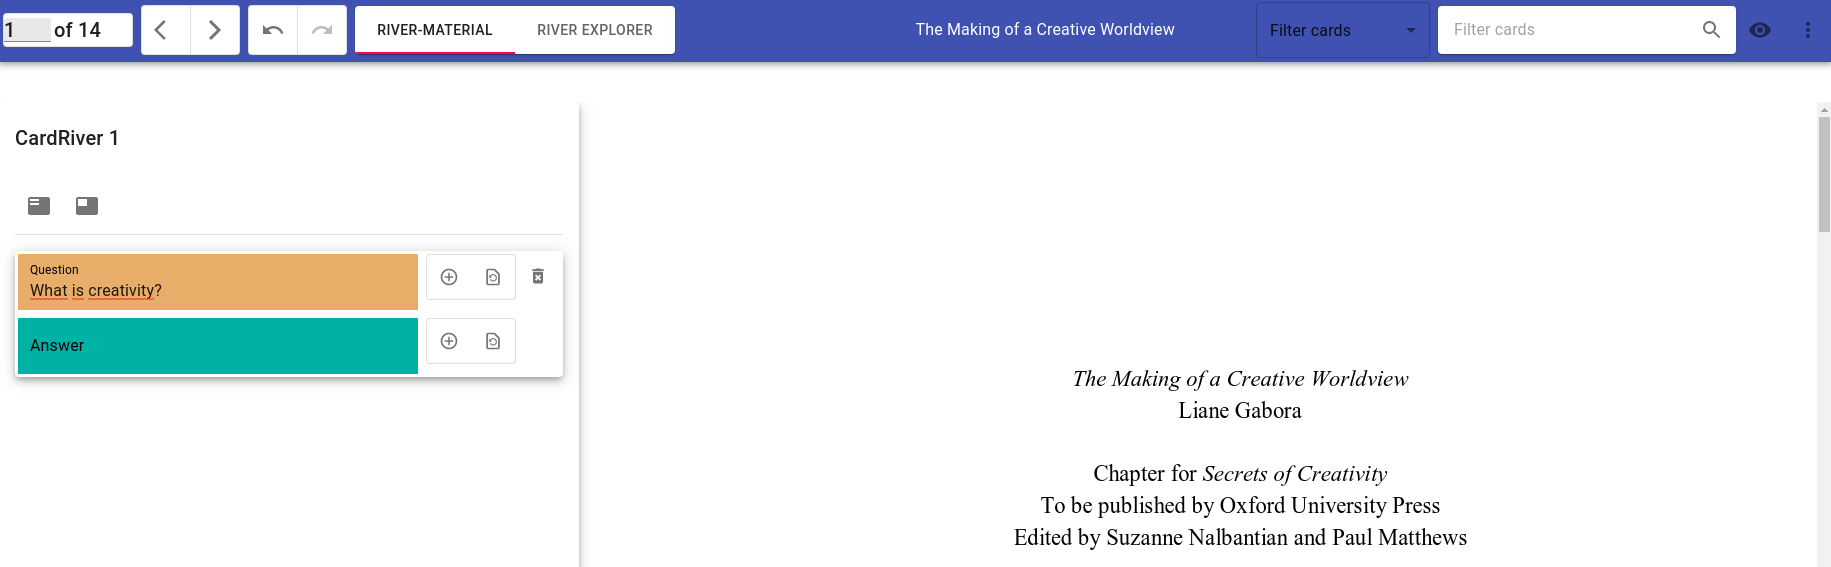 1 of 14
RIVER-MATERIAL
RIVER EXPLORER
The Making of a Creative Worldview
Filter cards
Filter cards
CardRiver 1
Question
What is creativity?
Answer
The Making of a Creative Worldview
Liane Gabora
Chapter for Secrets of Creativity
To be published by Oxford University Press
Edited by Suzanne Nalbantian and Paul Matthews